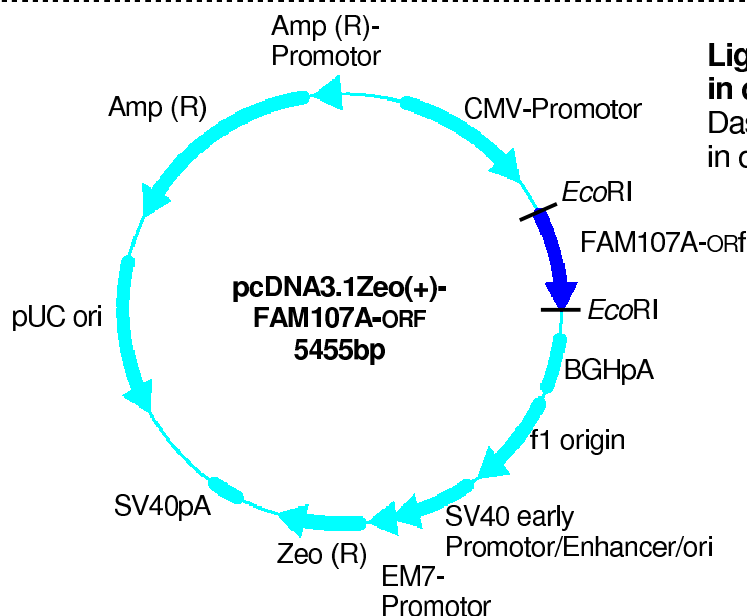 Amp (R)-
Promotor
Amp (R)
CMV-Promotor
EcoRI
FAM107A-ORf
EcoRI
BGHpA
f1 origin
SV40 early
Promotor/Enhancer/ori
EM7-
Promotor
Zeo (R)
SV40pA
pUC ori
pcDNA3.1Zeo(+)-
FAM107A-ORF
5455bp
in